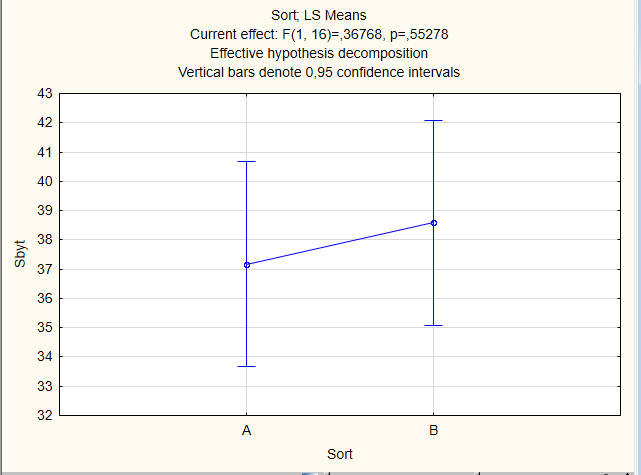 Sort; LS Means
Current effect: F(1, 16)=,36768, p=,55278
Effective hypothesis decomposition
Vertical bars denote 0,95 confidence intervals
43
42
41
40
39
38
37
36
35
34
33
32
Sbyt
A B
Sort